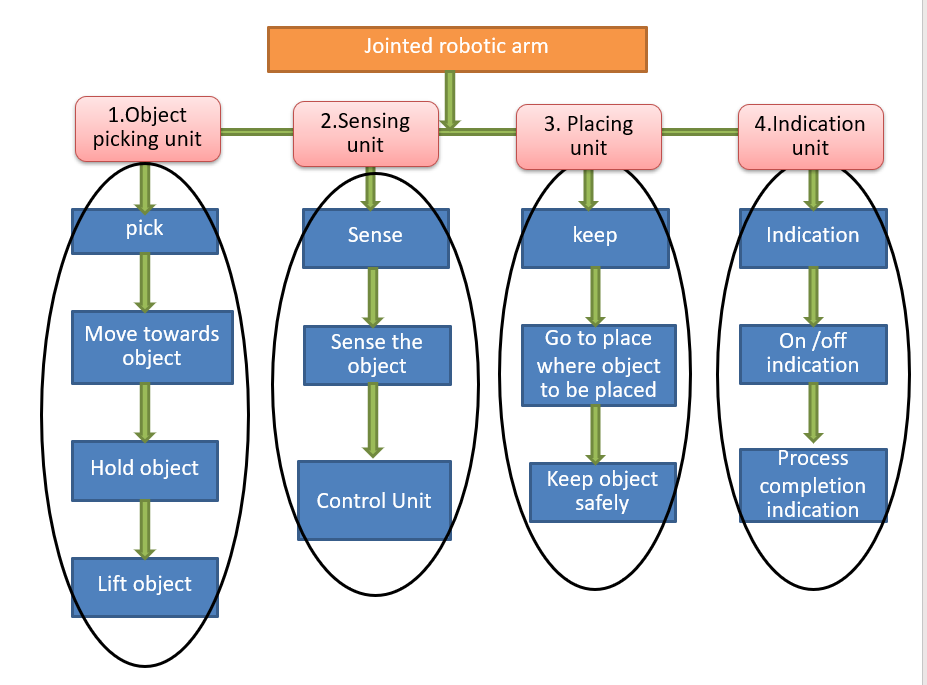 Jointed robotic arm
1.Object
picking unit
2.Sensing
unit
3. Placing
unit
4.Indication
unit
pick
Move towards
object
Hold object
Lift object
Sense
Sense the
object
Control Unit
keep
Go to place
where object
to be placed
Keep object
safely
Indication
On /off
indication
Process
completion
indication